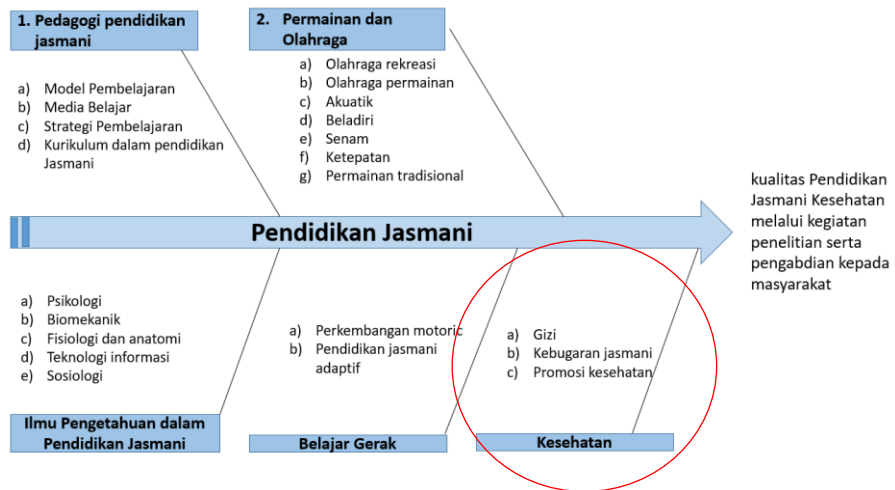 1. Pedagogi pendidikan
jasmani
a) Model Pembelajaran
b) Media Belajar
c) Strategi Pembelajaran
d) Kurikulum dalam pendidikan
Jasmani
2. Permainan dan
Olahraga
a) Olahraga rekreasi
b) Olahraga permainan
c) Akuatik
d) Beladiri
e) Senam
f) Ketepatan
g) Permainan tradisional
Pendidikan Jasmani
kualitas Pendidikan
Jasmani Kesehatan
melalui kegiatan
penelitian serta
pengabdian kepada
masyarakat
a) Psikologi
b) Biomekanik
c) Fisiologi dan anatomi
d) Teknologi informasi
e) Sosiologi
Ilmu Pengetahuan dalam
Pendidikan Jasmani
a) Perkembangan motoric
b) Pendidikan jasmani
adaptif
Belajar Gerak
a) Gizi
b) Kebugaran jasmani
c) Promosi kesehatan
Kesehatan